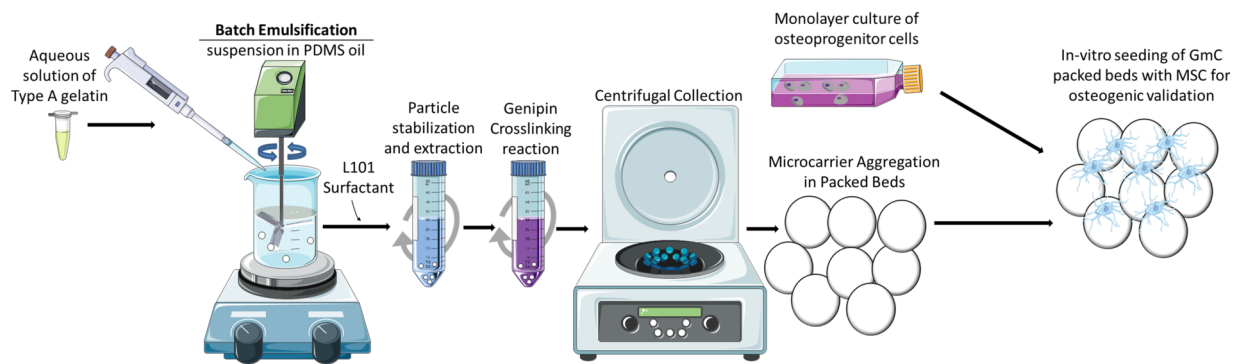 Aqueous
solution of
Type A gelatin
Batch Emulsification
suspension in PDMS oil
L101
Surfactant
Particle
stabilization
and extraction
Genipin
Crosslinking
reaction
Centrifugal Collection
Monolayer culture of
osteoprogenitor cells
Microcarrier Aggregation
in Packed Beds
In-vitro seeding of GmC
packed beds with MSC for
osteogenic validation